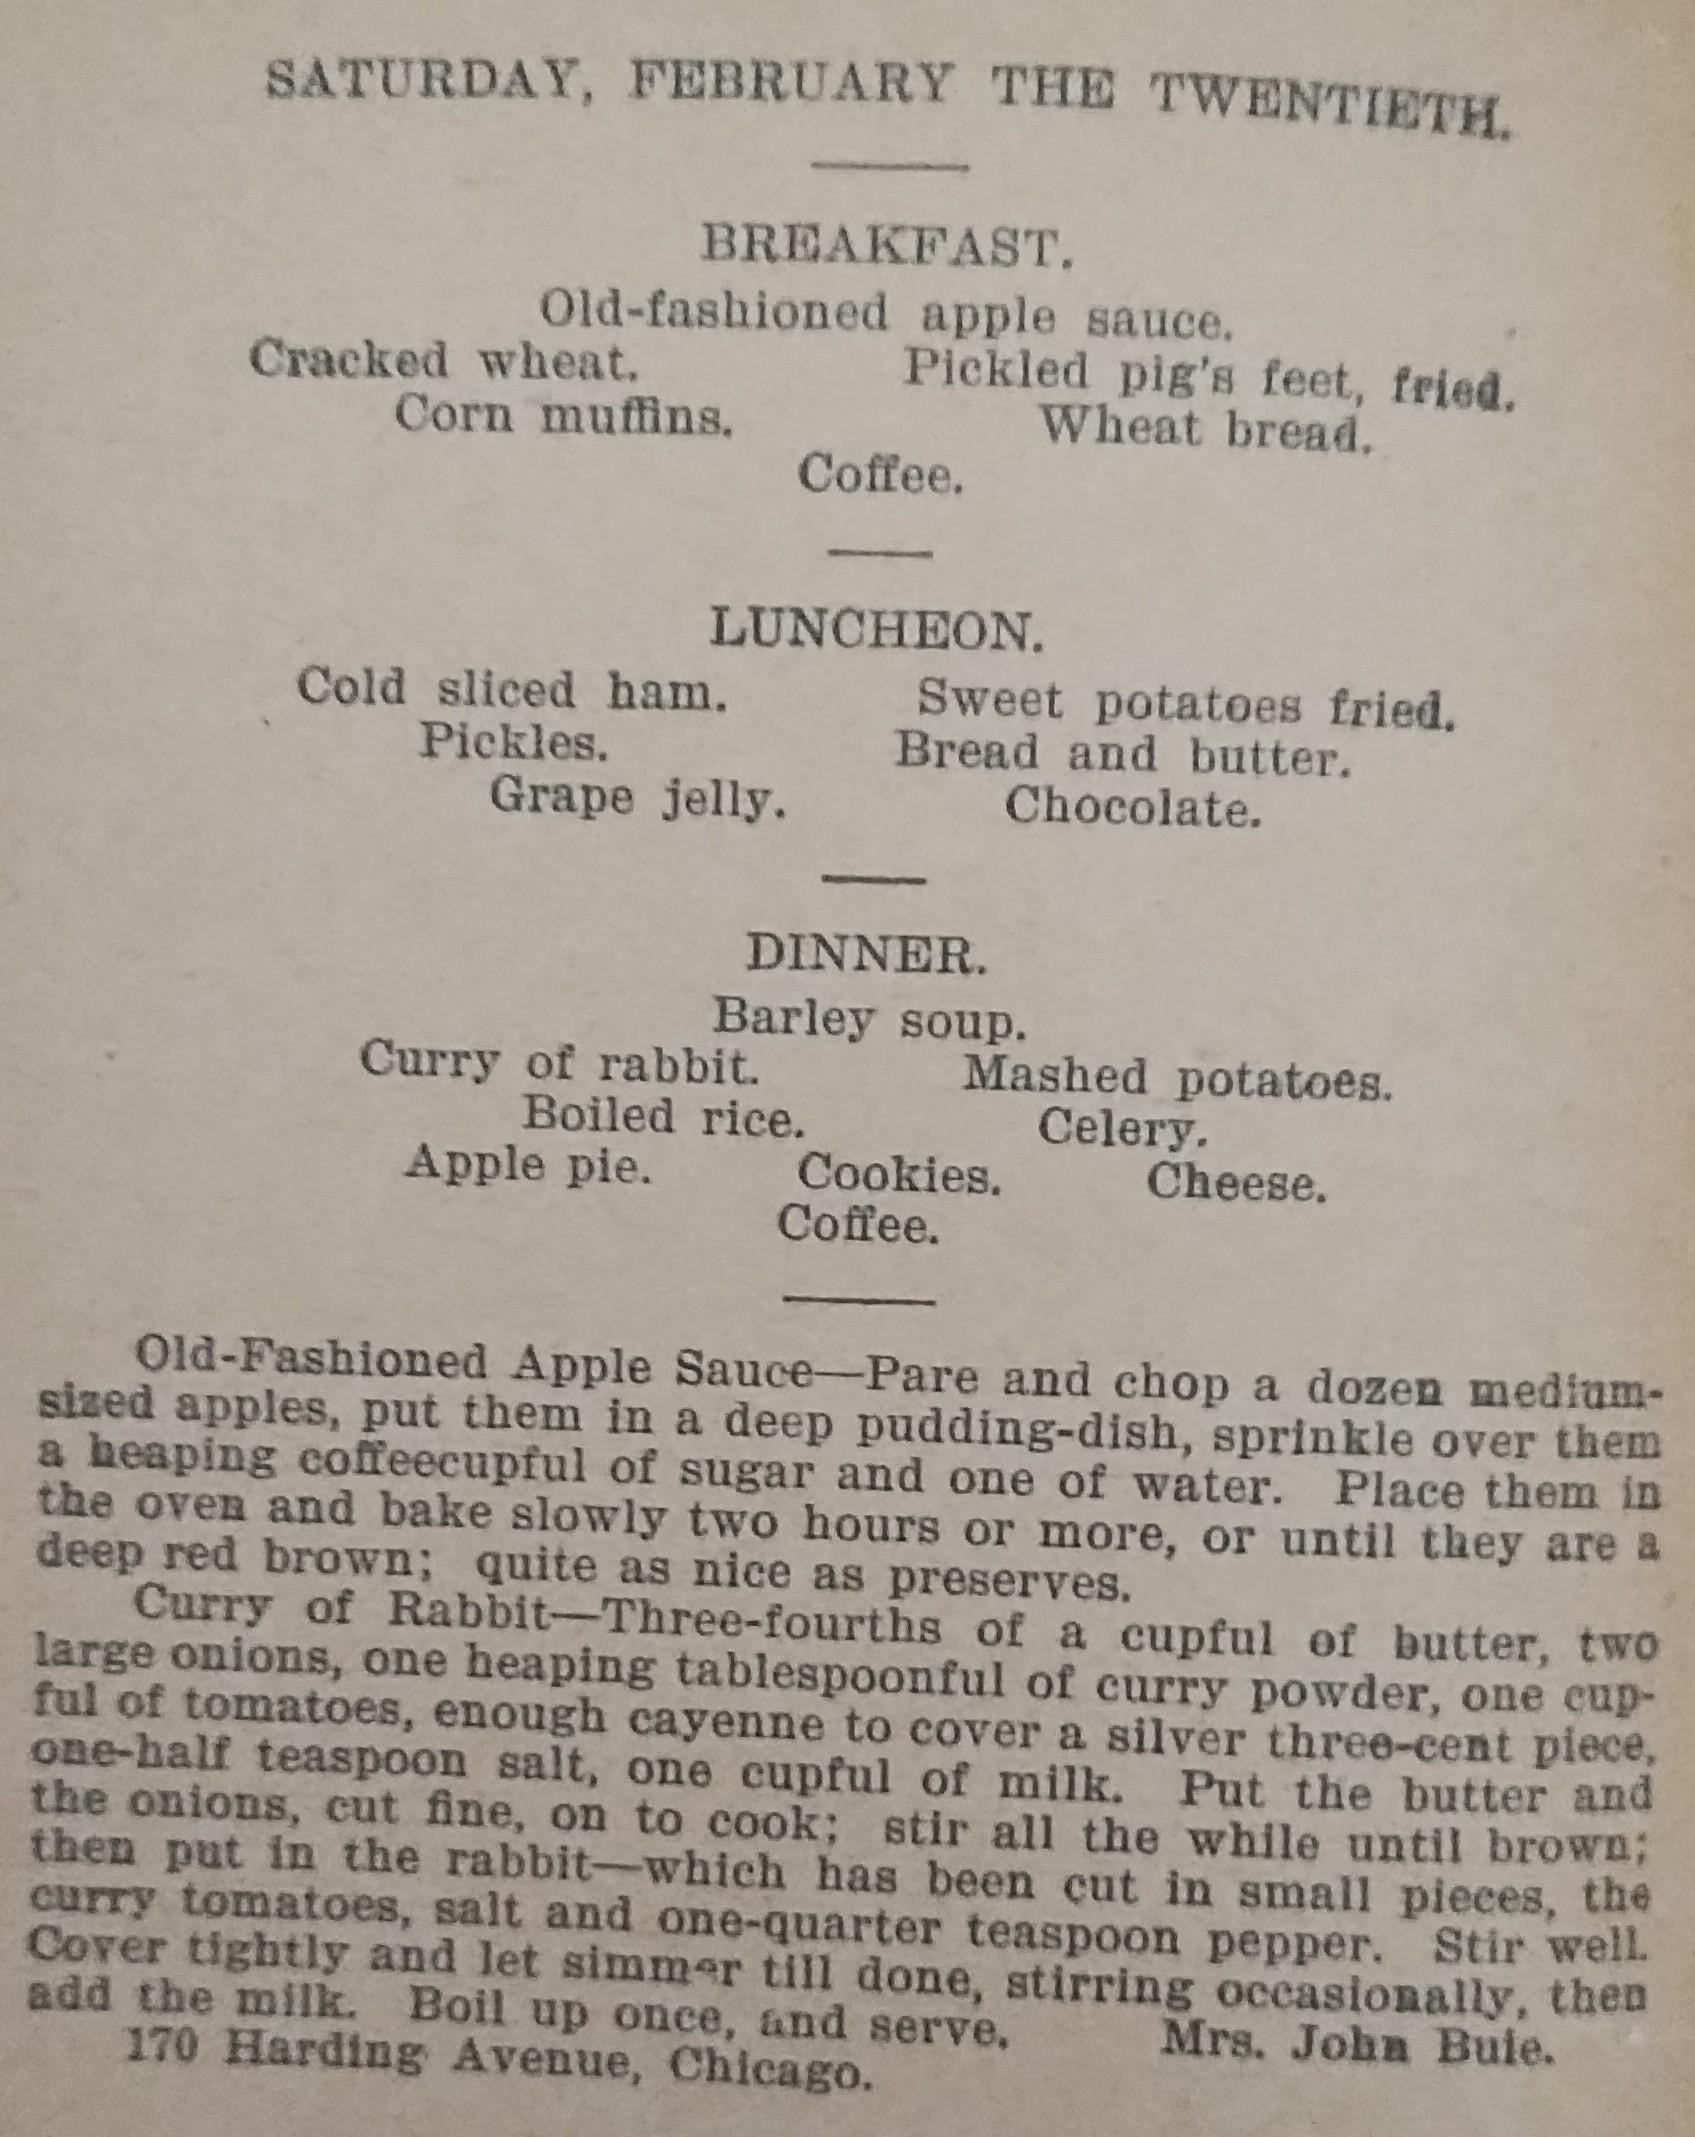 SATURDAY, FEBRUARY THE TWENTIETH.
BREAKFAST.
Old-fashioned apple sauce.
Cracked wheat. Pickled pig's feet, fried.
Corn muffins. Wheat bread.
Coffee.
LUNCHEON.
Cold sliced ham. Sweet potatoes fried.
Pickles. Bread and butter.
Grape jelly. Chocolate.
DINNER.
Barley soup.
Curry of rabbit. Mashed potatoes.
Boiled rice. Celery.
Apple pie. Cookies. Cheese.
Coffee.
Old-Fashioned Apple Sauce—Pare and chop a dozen medium-
sized apples, put them in a deep pudding-dish, sprinkle over them
a heaping coffeecupful of sugar and one of water. Place them in
the oven and bake slowly two hours or more, or until they are a
deep red brown; quite as nice as preserves.
Curry of Rabbit—Three-fourths of a cupful of butter, two
large onions, one heaping tablespoonful of curry powder, one cup-
ful of tomatoes, enough cayenne to cover a silver three-cent piece,
one-half teaspoon salt, one cupful of milk. Put the butter and
the onions, cut fine, on to cook; stir all the while until brown;
then put in the rabbit—which has been cut in small pieces, the
curry tomatoes, salt and one-quarter teaspoon pepper. Stir well.
Cover tightly and let simmer till done, stirring occasionally, then
add the milk. Boil up once, and serve. Mrs. John Buie.
170 Harding Avenue, Chicago.